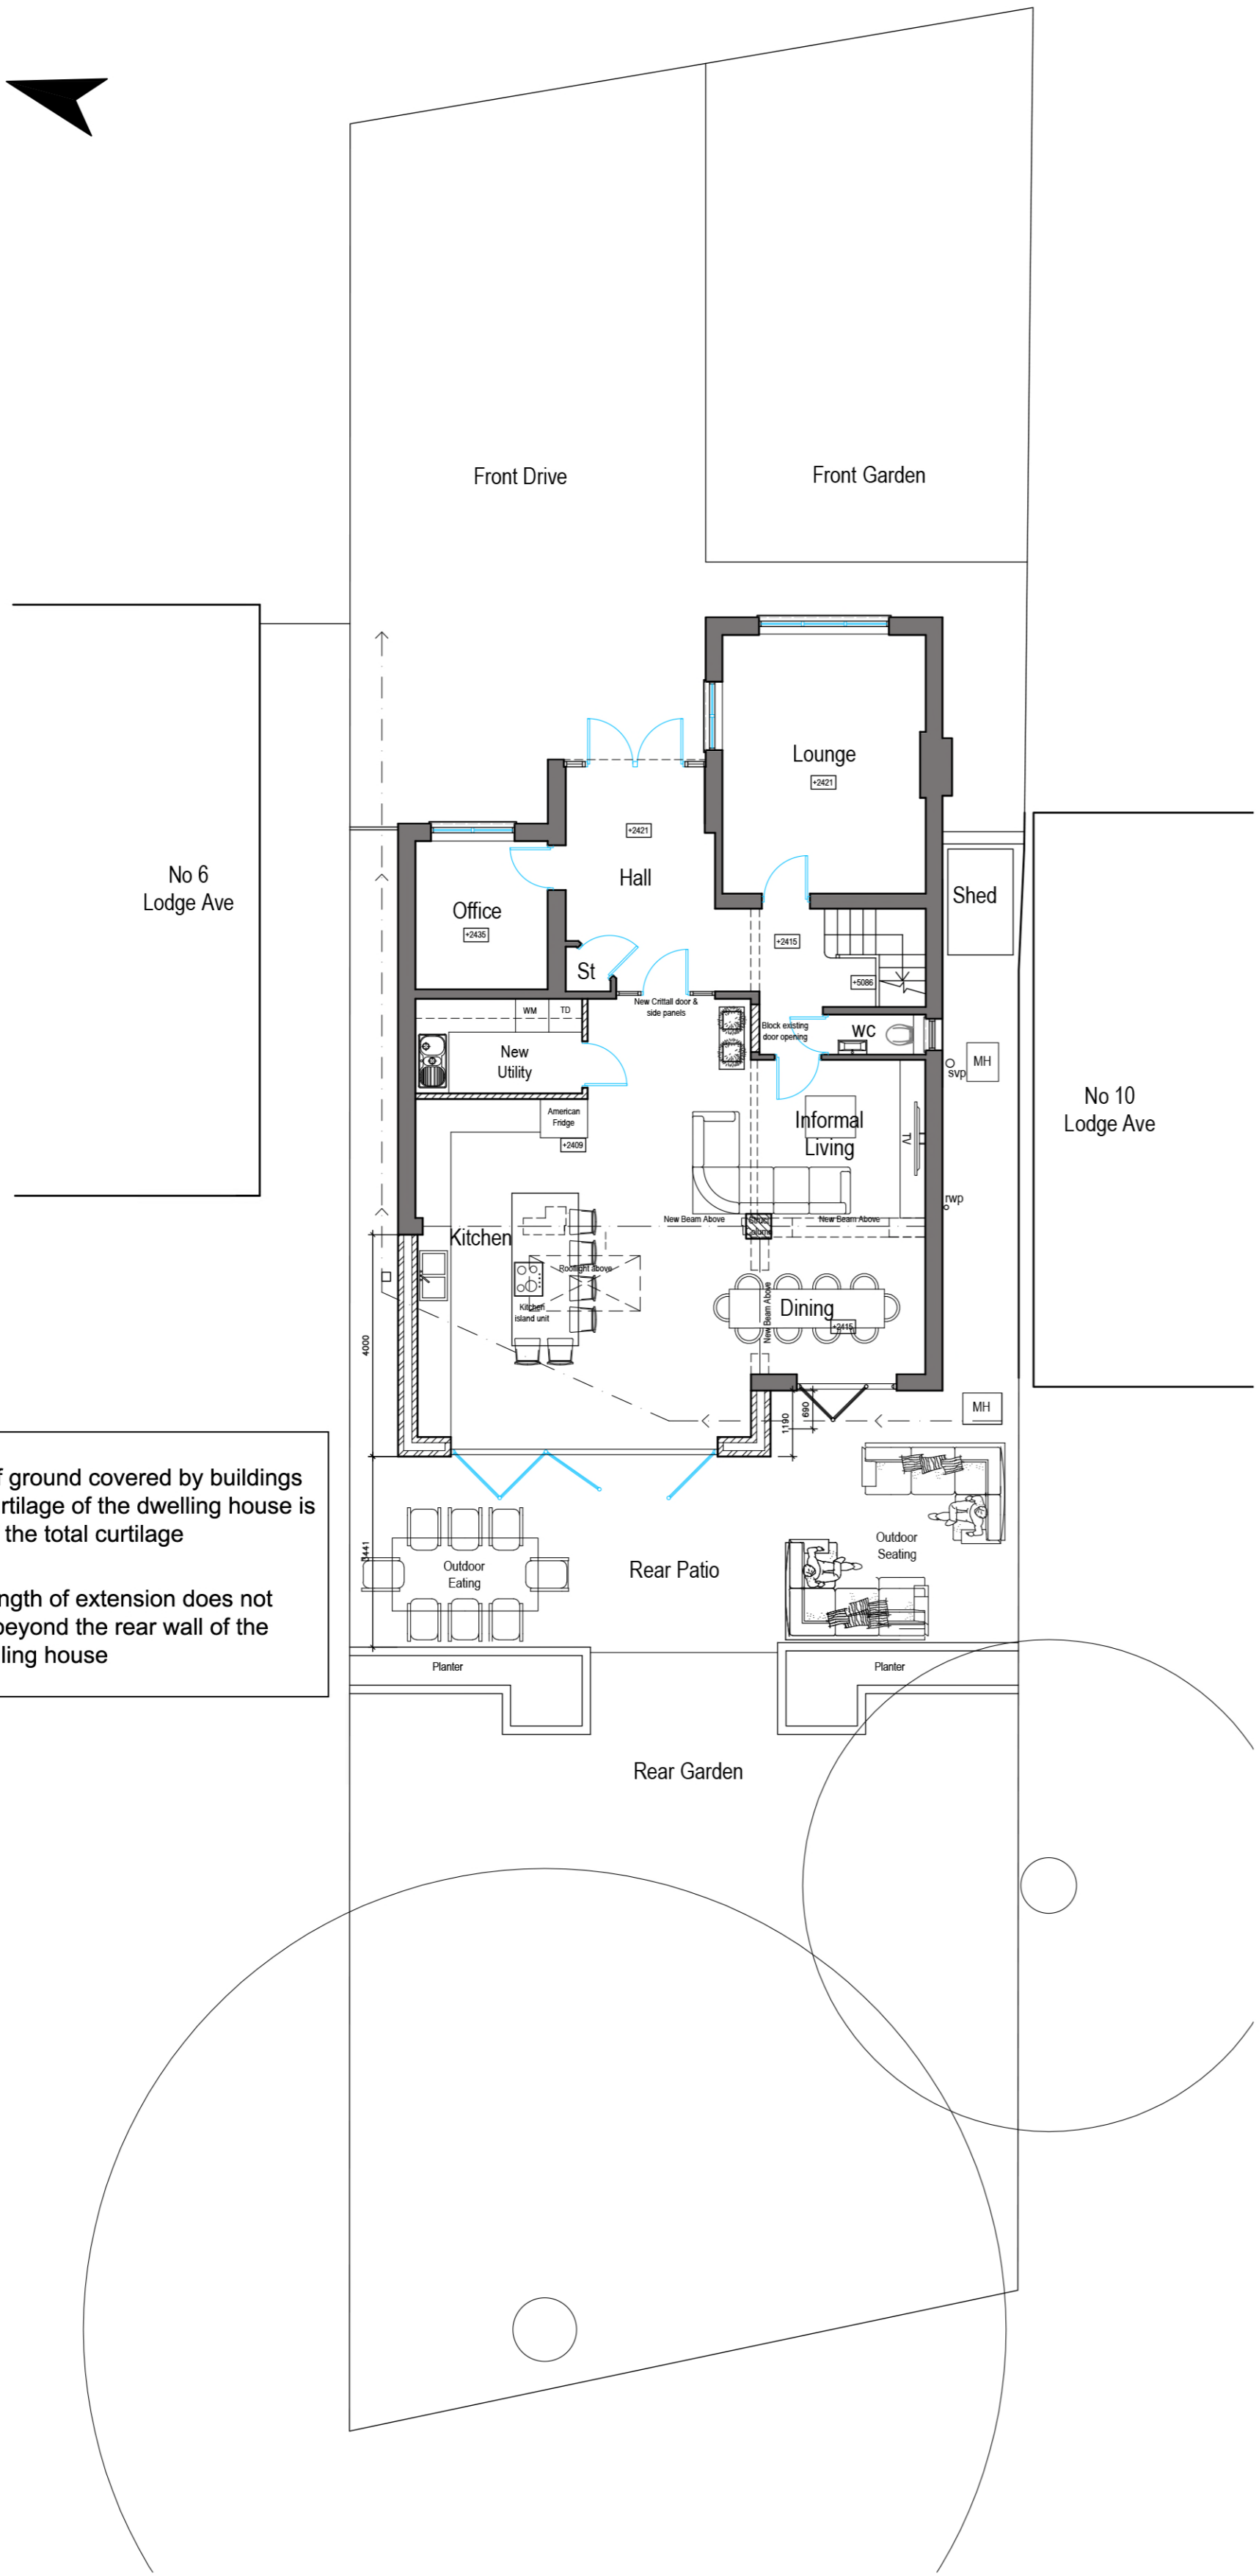 Front Drive
Front Garden
No 6
Lodge Ave
Lounge
+2421
+2421
Hall
Office
+2435
St
+2415
+5086
Shed
New Crittall door &
side panels
WM
TD
New
Utility
Block existing
door opening
WC
svp
MH
No 10
Lodge Ave
American
Fridge
+2409
Informal
Living
TV
rwp
New Beam Above
New Beam Above
Kitchen
Rooflight above
Kitchen
island unit
New Beam Above
Dining
+2415
4000
1190
690
MH
f ground covered by buildings
rtilage of the dwelling house is
the total curtilage
ngth of extension does not
beyond the rear wall of the
ling house
3441
Outdoor
Eating
Rear Patio
Outdoor
Seating
Planter
Planter
Rear Garden